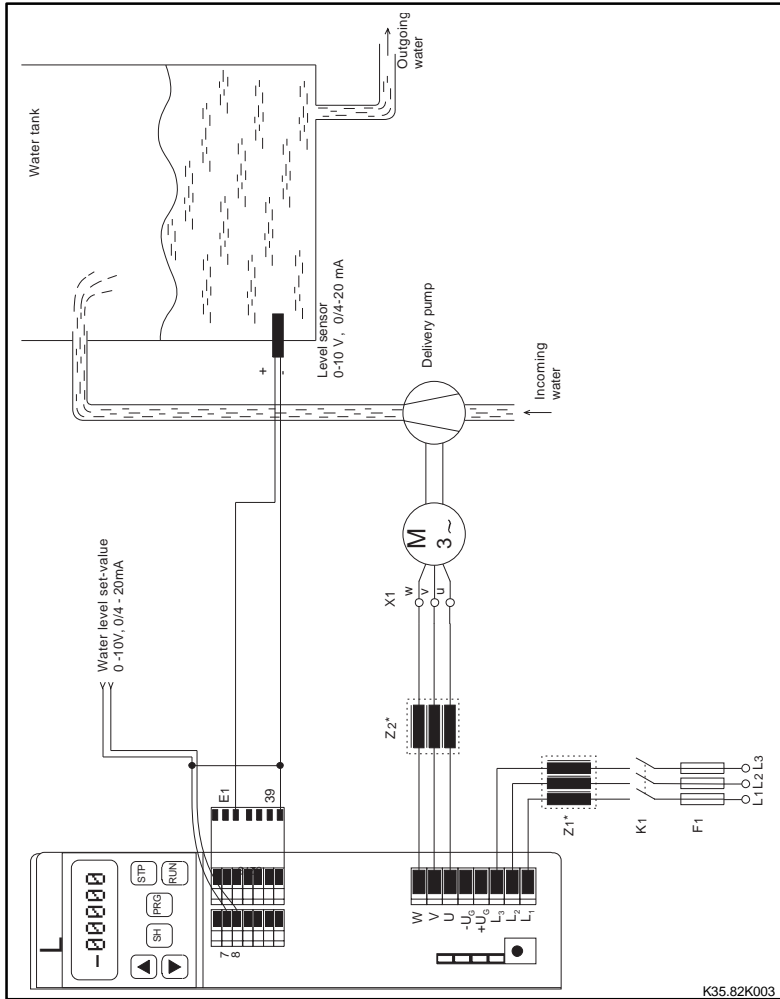 Water tank
Outgoing
water
Level sensor
0-10 V, 0/4-20 mA
+
-
Delivery pump
Incoming
water
Water level set-value
0 -10V, 0/4 - 20mA
M
3 ~
X1
w
v
u
Z2*
E1
39
L
-00000
STP
RUN
PRG
SH
7
8
W
V
U
-UG
+UG
L3
L2
L1
Z1*
K1
F1
L1
L2
L3
K35.82K003